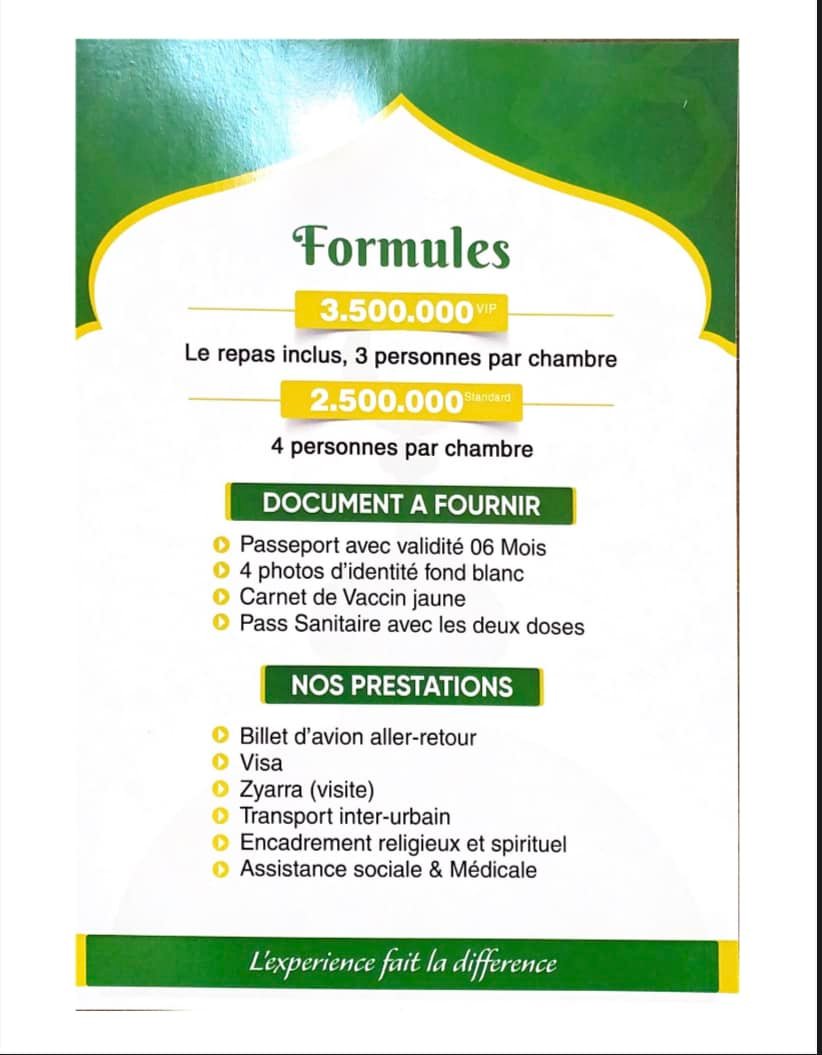 Formules
3.500.000 VIP
Le repas inclus, 3 personnes par chambre
2.500.000 Standard
4 personnes par chambre
DOCUMENT A FOURNIR
Passeport avec validité 06 Mois
4 photos d'identité fond blanc
Carnet de Vaccin jaune
Pass Sanitaire avec les deux doses
NOS PRESTATIONS
Billet d'avion aller-retour
Visa
Zyarra (visite)
Transport inter-urbain
Encadrement religieux et spirituel
Assistance sociale & Médicale
L'experience fait la difference